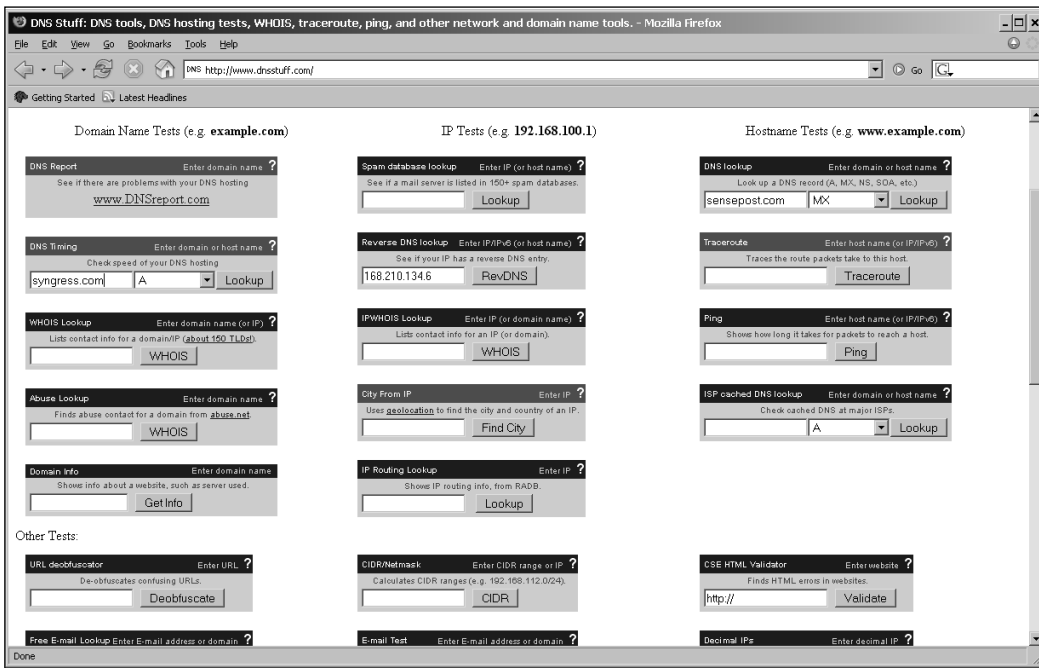 DNS Stuff: DNS tools, DNS hosting tests, WHOIS, traceroute, ping, and other network and domain name tools. - Mozilla Firefox
File Edit View Go Bookmarks Tools Help
DNS http://www.dnsstuff.com/
Go
G
Getting Started Latest Headlines
Domain Name Tests (e.g. example.com)
IP Tests (e.g. 192.168.100.1)
Hostname Tests (e.g. www.example.com)
DNS Report Enter domain name ?
See if there are problems with your DNS hosting
www.DNSreport.com
Spam database lookup Enter IP (or host name) ?
See if a mail server is listed in 150+ spam databases.
Lookup
DNS lookup Enter domain or host name ?
Look up a DNS record (A, MX, NS, SOA, etc.)
sensepost.com MX Lookup
DNS Timing Enter domain or host name ?
Check speed of your DNS hosting
syngress.com A Lookup
Reverse DNS lookup Enter IP/IPv6 (or host name) ?
See if your IP has a reverse DNS entry.
168.210.134.6 RevDNS
Traceroute Enter host name (or IP/IPv6) ?
Traces the route packets take to this host.
Traceroute
WHOIS Lookup Enter domain name (or IP) ?
Lists contact info for a domain/IP (about 150 TLDs!).
WHOIS
IPWHOIS Lookup Enter IP (or domain name) ?
Lists contact info for an IP (or domain).
WHOIS
Ping Enter host name (or IP/IPv6) ?
Shows how long it takes for packets to reach a host.
Ping
Abuse Lookup Enter domain name ?
Finds abuse contact for a domain from abuse.net.
WHOIS
City From IP Enter IP ?
Uses geolocation to find the city and country of an IP.
Find City
ISP cached DNS lookup Enter domain or host name ?
Check cached DNS at major ISPs.
A Lookup
Domain Info Enter domain name
Shows info about a website, such as server used.
Get Info
IP Routing Lookup Enter IP ?
Shows IP routing info, from RADB.
Lookup
Other Tests:
URL deobfuscator Enter URL ?
De-obfuscates confusing URLs.
Deobfuscate
CIDR/Netmask Enter CIDR range or IP ?
Calculates CIDR ranges (e.g. 192.168.112.0/24).
CIDR
CSE HTML Validator Enter website ?
Finds HTML errors in websites.
http:// Validate
Free E-mail Lookup Enter E-mail address or domain ?
E-mail Test Enter E-mail address or domain ?
Decimal IPs Enter decimal IP ?
Done